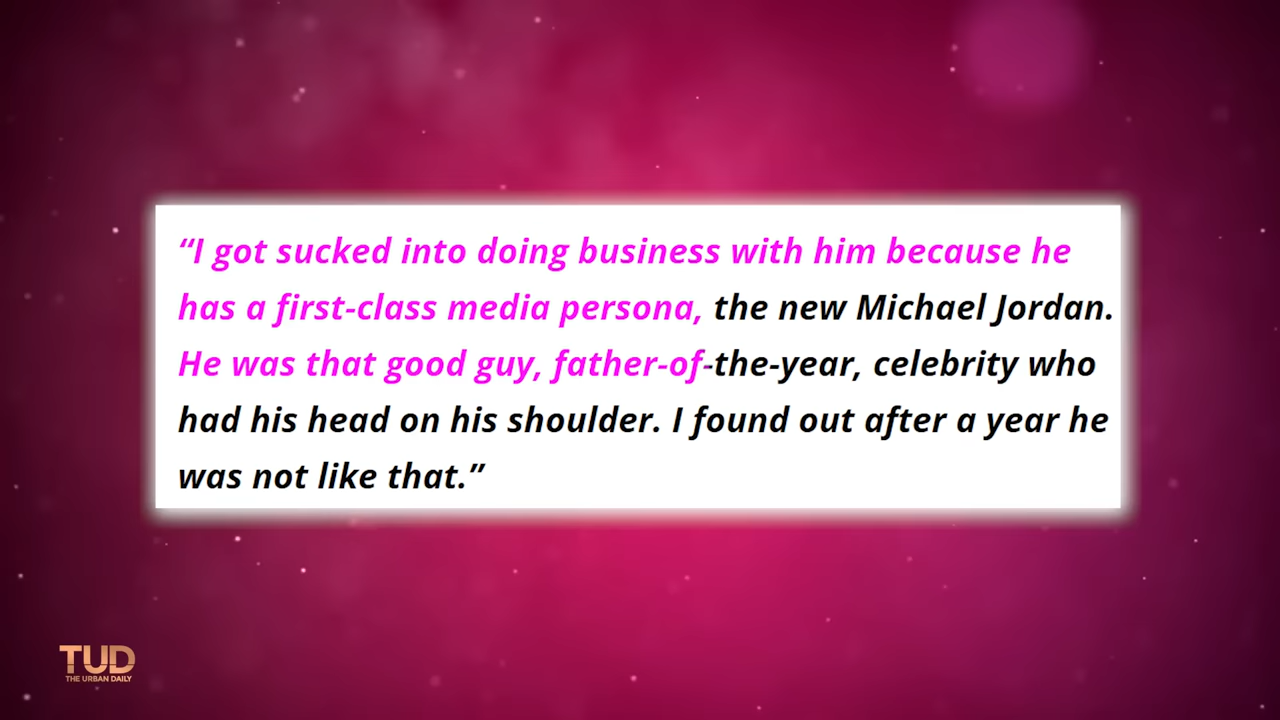 “I got sucked into doing business with him because he
has a first-class media persona, the new Michael Jordan.
He was that good guy, father-of-the-year, celebrity who
had his head on his shoulder. I found out after a year he
was not like that.”
TUD
THE URBAN DAILY